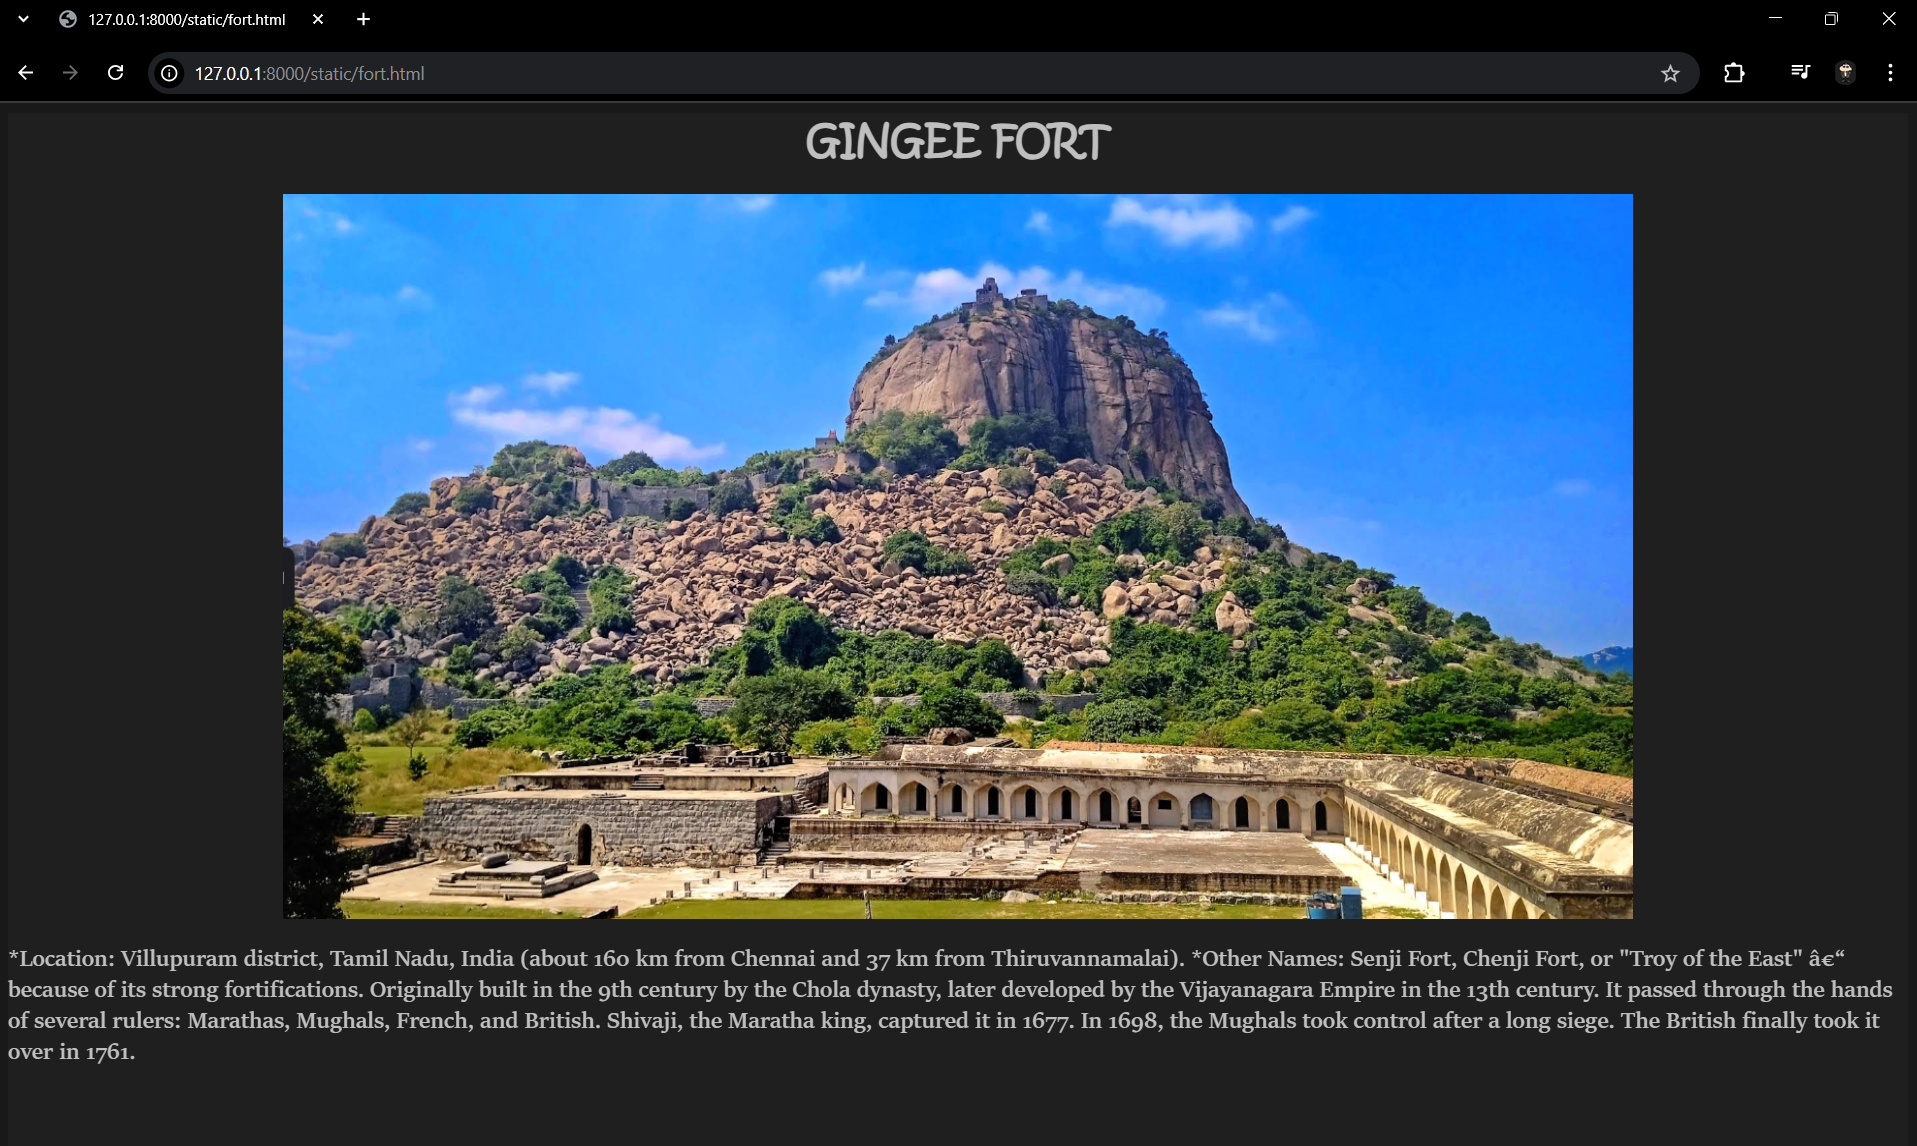 127.0.0.1:8000/static/fort.html
127.0.0.1:8000/static/fort.html
GINGEE FORT
*Location: Villupuram district, Tamil Nadu, India (about 160 km from Chennai and 37 km from Thiruvannamalai). *Other Names: Senji Fort, Chenji Fort, or "Troy of the East" â€“
because of its strong fortifications. Originally built in the 9th century by the Chola dynasty, later developed by the Vijayanagara Empire in the 13th century. It passed through the hands
of several rulers: Marathas, Mughals, French, and British. Shivaji, the Maratha king, captured it in 1677. In 1698, the Mughals took control after a long siege. The British finally took it
over in 1761.